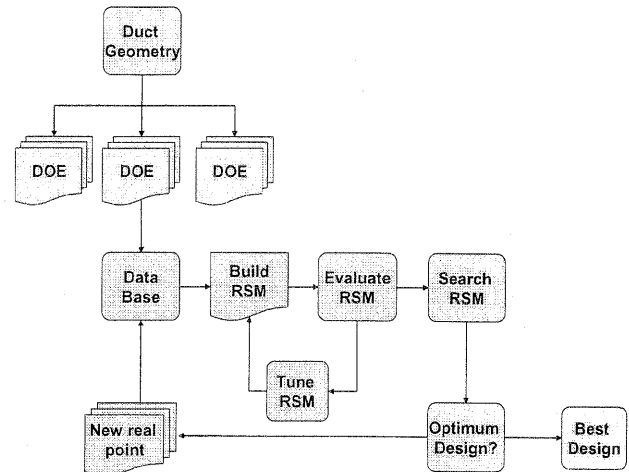 Duct
Geometry
DOE
DOE
DOE
Data
Base
Build
RSM
Evaluate
RSM
Search
RSM
Tune
RSM
New real
point
Optimum
Design?
Best
Design